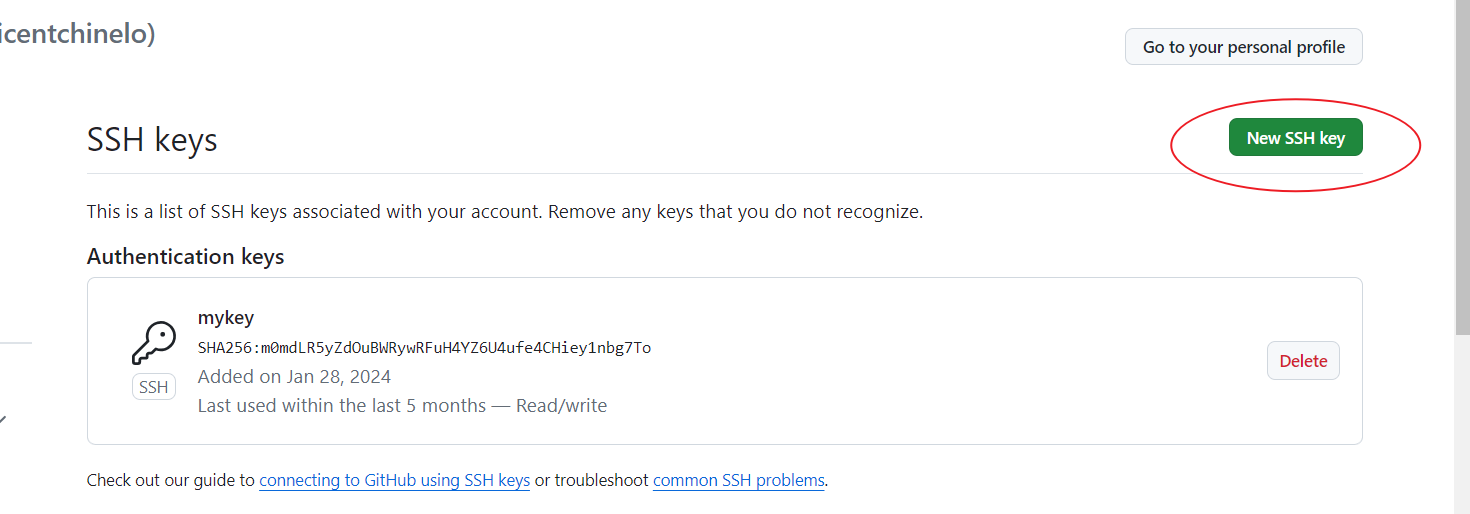 icentchinelo)
Go to your personal profile
SSH keys
New SSH key
This is a list of SSH keys associated with your account. Remove any keys that you do not recognize.
Authentication keys
mykey
SHA256:m0mdLR5yZdOuBWRywRFuH4YZ6U4ufe4CHiey1nbg7To
SSH
Added on Jan 28, 2024
Delete
Last used within the last 5 months — Read/write
Check out our guide to connecting to GitHub using SSH keys or troubleshoot common SSH problems.